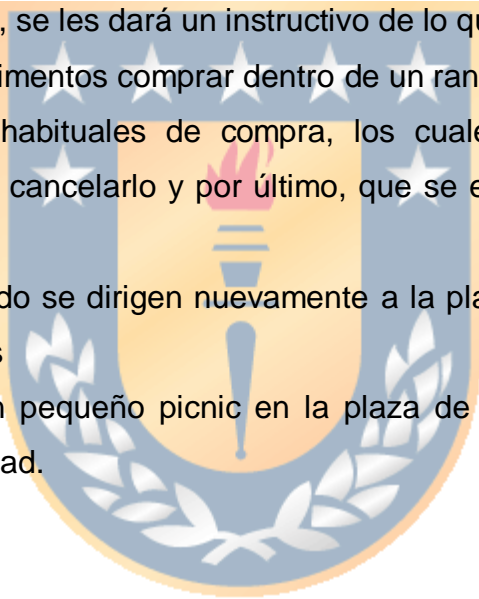 , se les dará un instructivo de lo qu
imentos comprar dentro de un ran
habituales de compra, los cuale
cancelarlo y por último, que se e
do se dirigen nuevamente a la pla
s
n pequeño picnic en la plaza de
ad.